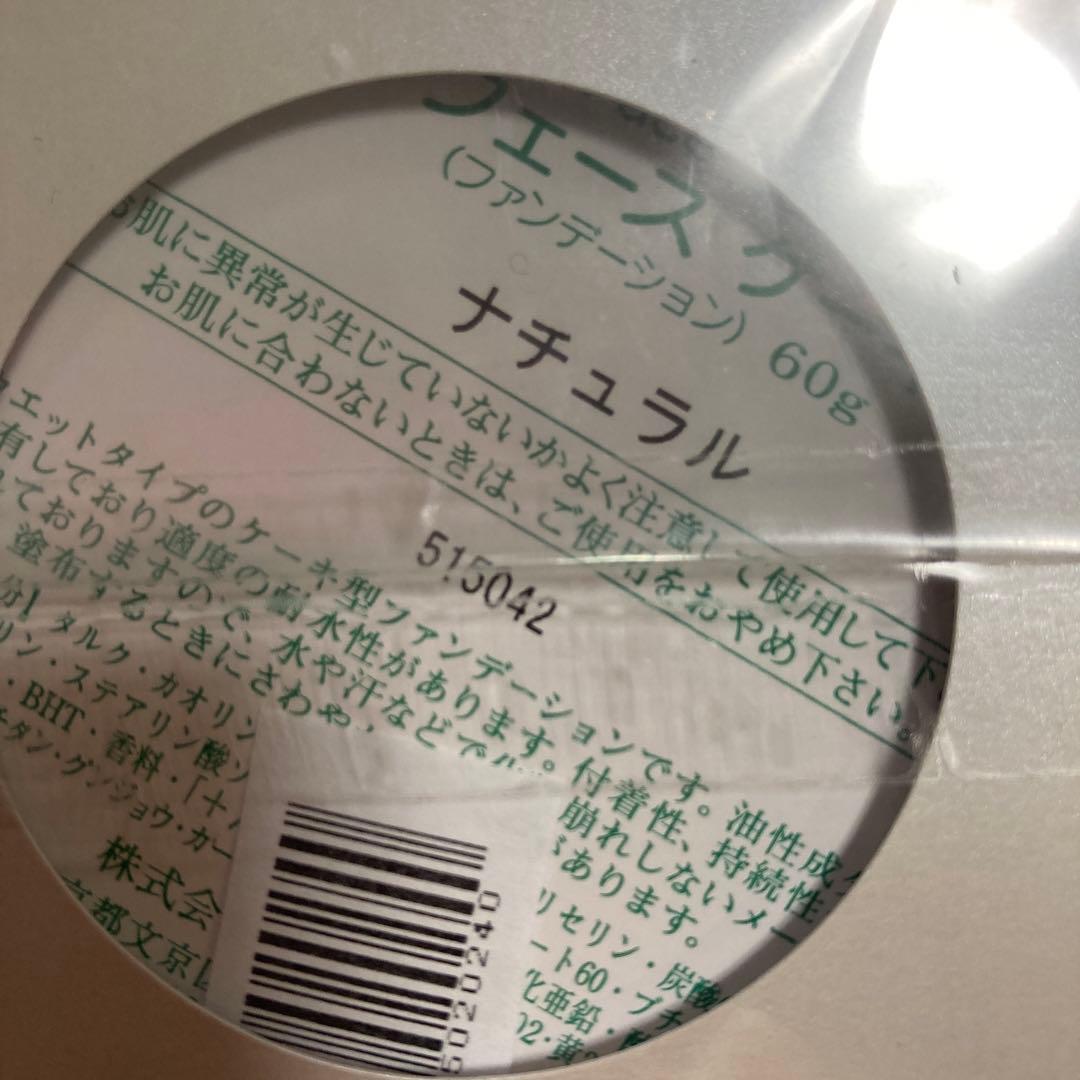 フェースケ
(ファンデーション) 60g
ナチュラル
お肌に異常が生じていないかよく注意して使用して下
お肌に合わないときは、ご使用をおやめ下さい。
515042
エットタイプのケーキ型ファンデーションです。油性成
有しており適度の耐水性があります。付着性、持続性
ておりますので、水や汗などで 崩れしないメー
塗布するときにさわや があります。
分】タルク・カオリン リセリン・炭酸
リン・ステアリン酸ソ ート60・ブチ
・BHT・香料・「+ 化亜鉛・酸
チタン・グンジョウ・カー 02・黄
株式会
京都文京区
5020240